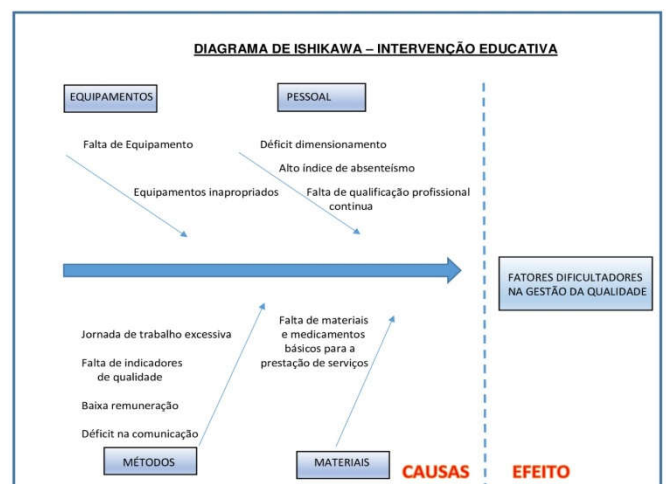 DIAGRAMA DE ISHIKAWA – INTERVENÇÃO EDUCATIVA
EQUIPAMENTOS
PESSOAL
Falta de Equipamento
Equipamentos inapropriados
Déficit dimensionamento
Alto índice de absenteísmo
Falta de qualificação profissional
continua
FATORES DIFICULTADORES
NA GESTÃO DA QUALIDADE
Jornada de trabalho excessiva
Falta de indicadores
de qualidade
Baixa remuneração
Déficit na comunicação
Falta de materiais
e medicamentos
básicos para a
prestação de serviços
MÉTODOS
MATERIAIS
CAUSAS
EFEITO